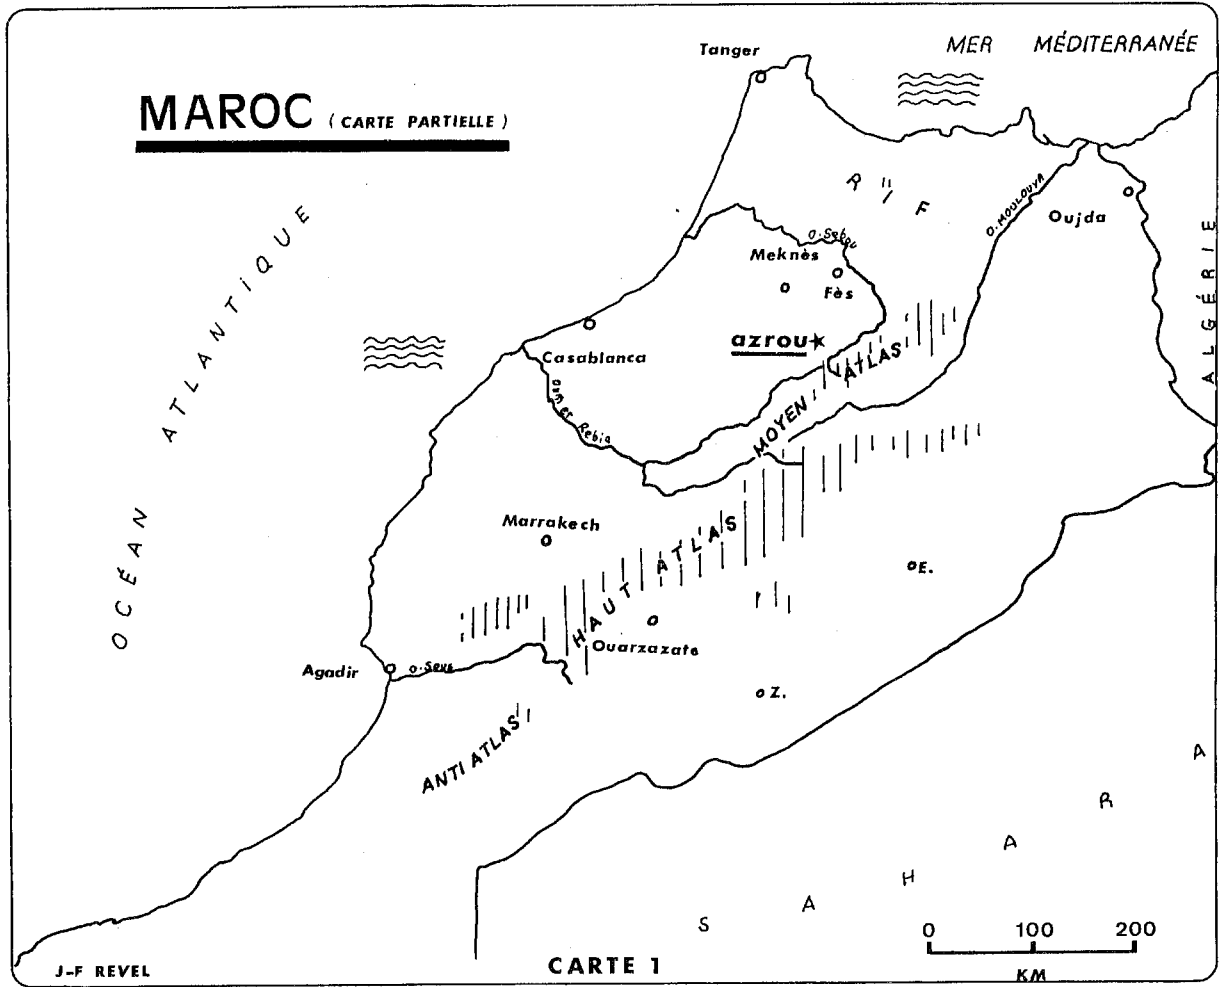 Tanger
MER MÉDITERRANÉE
MAROC ( CARTE PARTIELLE )
RIF
O. MOULOUYA
Oujda
OCÉAN ATLANTIQUE
O. Sebou
Meknès
Fès
ALGÉRIE
azrou
Casablanca
Oum er Rebia
MOYEN ATLAS
Marrakech
HAUT ATLAS
E.
Ouarzazate
Agadir
O. Sous
Z.
ANTI ATLAS
SAHARA
0 100 200
KM
J-F REVEL
CARTE 1